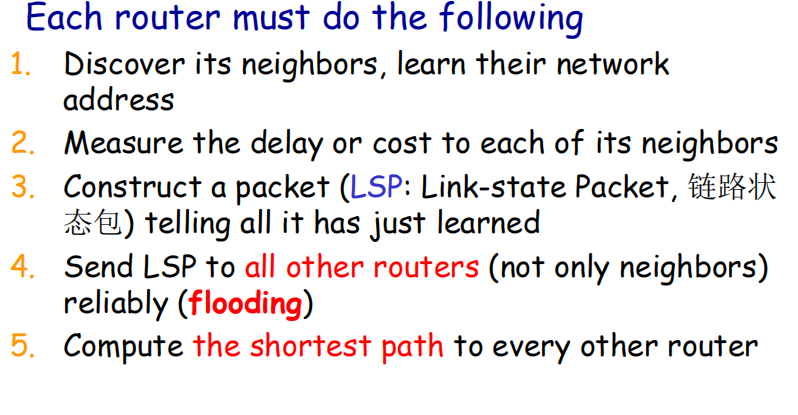 Each router must do the following
1. Discover its neighbors, learn their network
address
2. Measure the delay or cost to each of its neighbors
3. Construct a packet (LSP: Link-state Packet, 链路状
态包) telling all it has just learned
4. Send LSP to all other routers (not only neighbors)
reliably (flooding)
5. Compute the shortest path to every other router